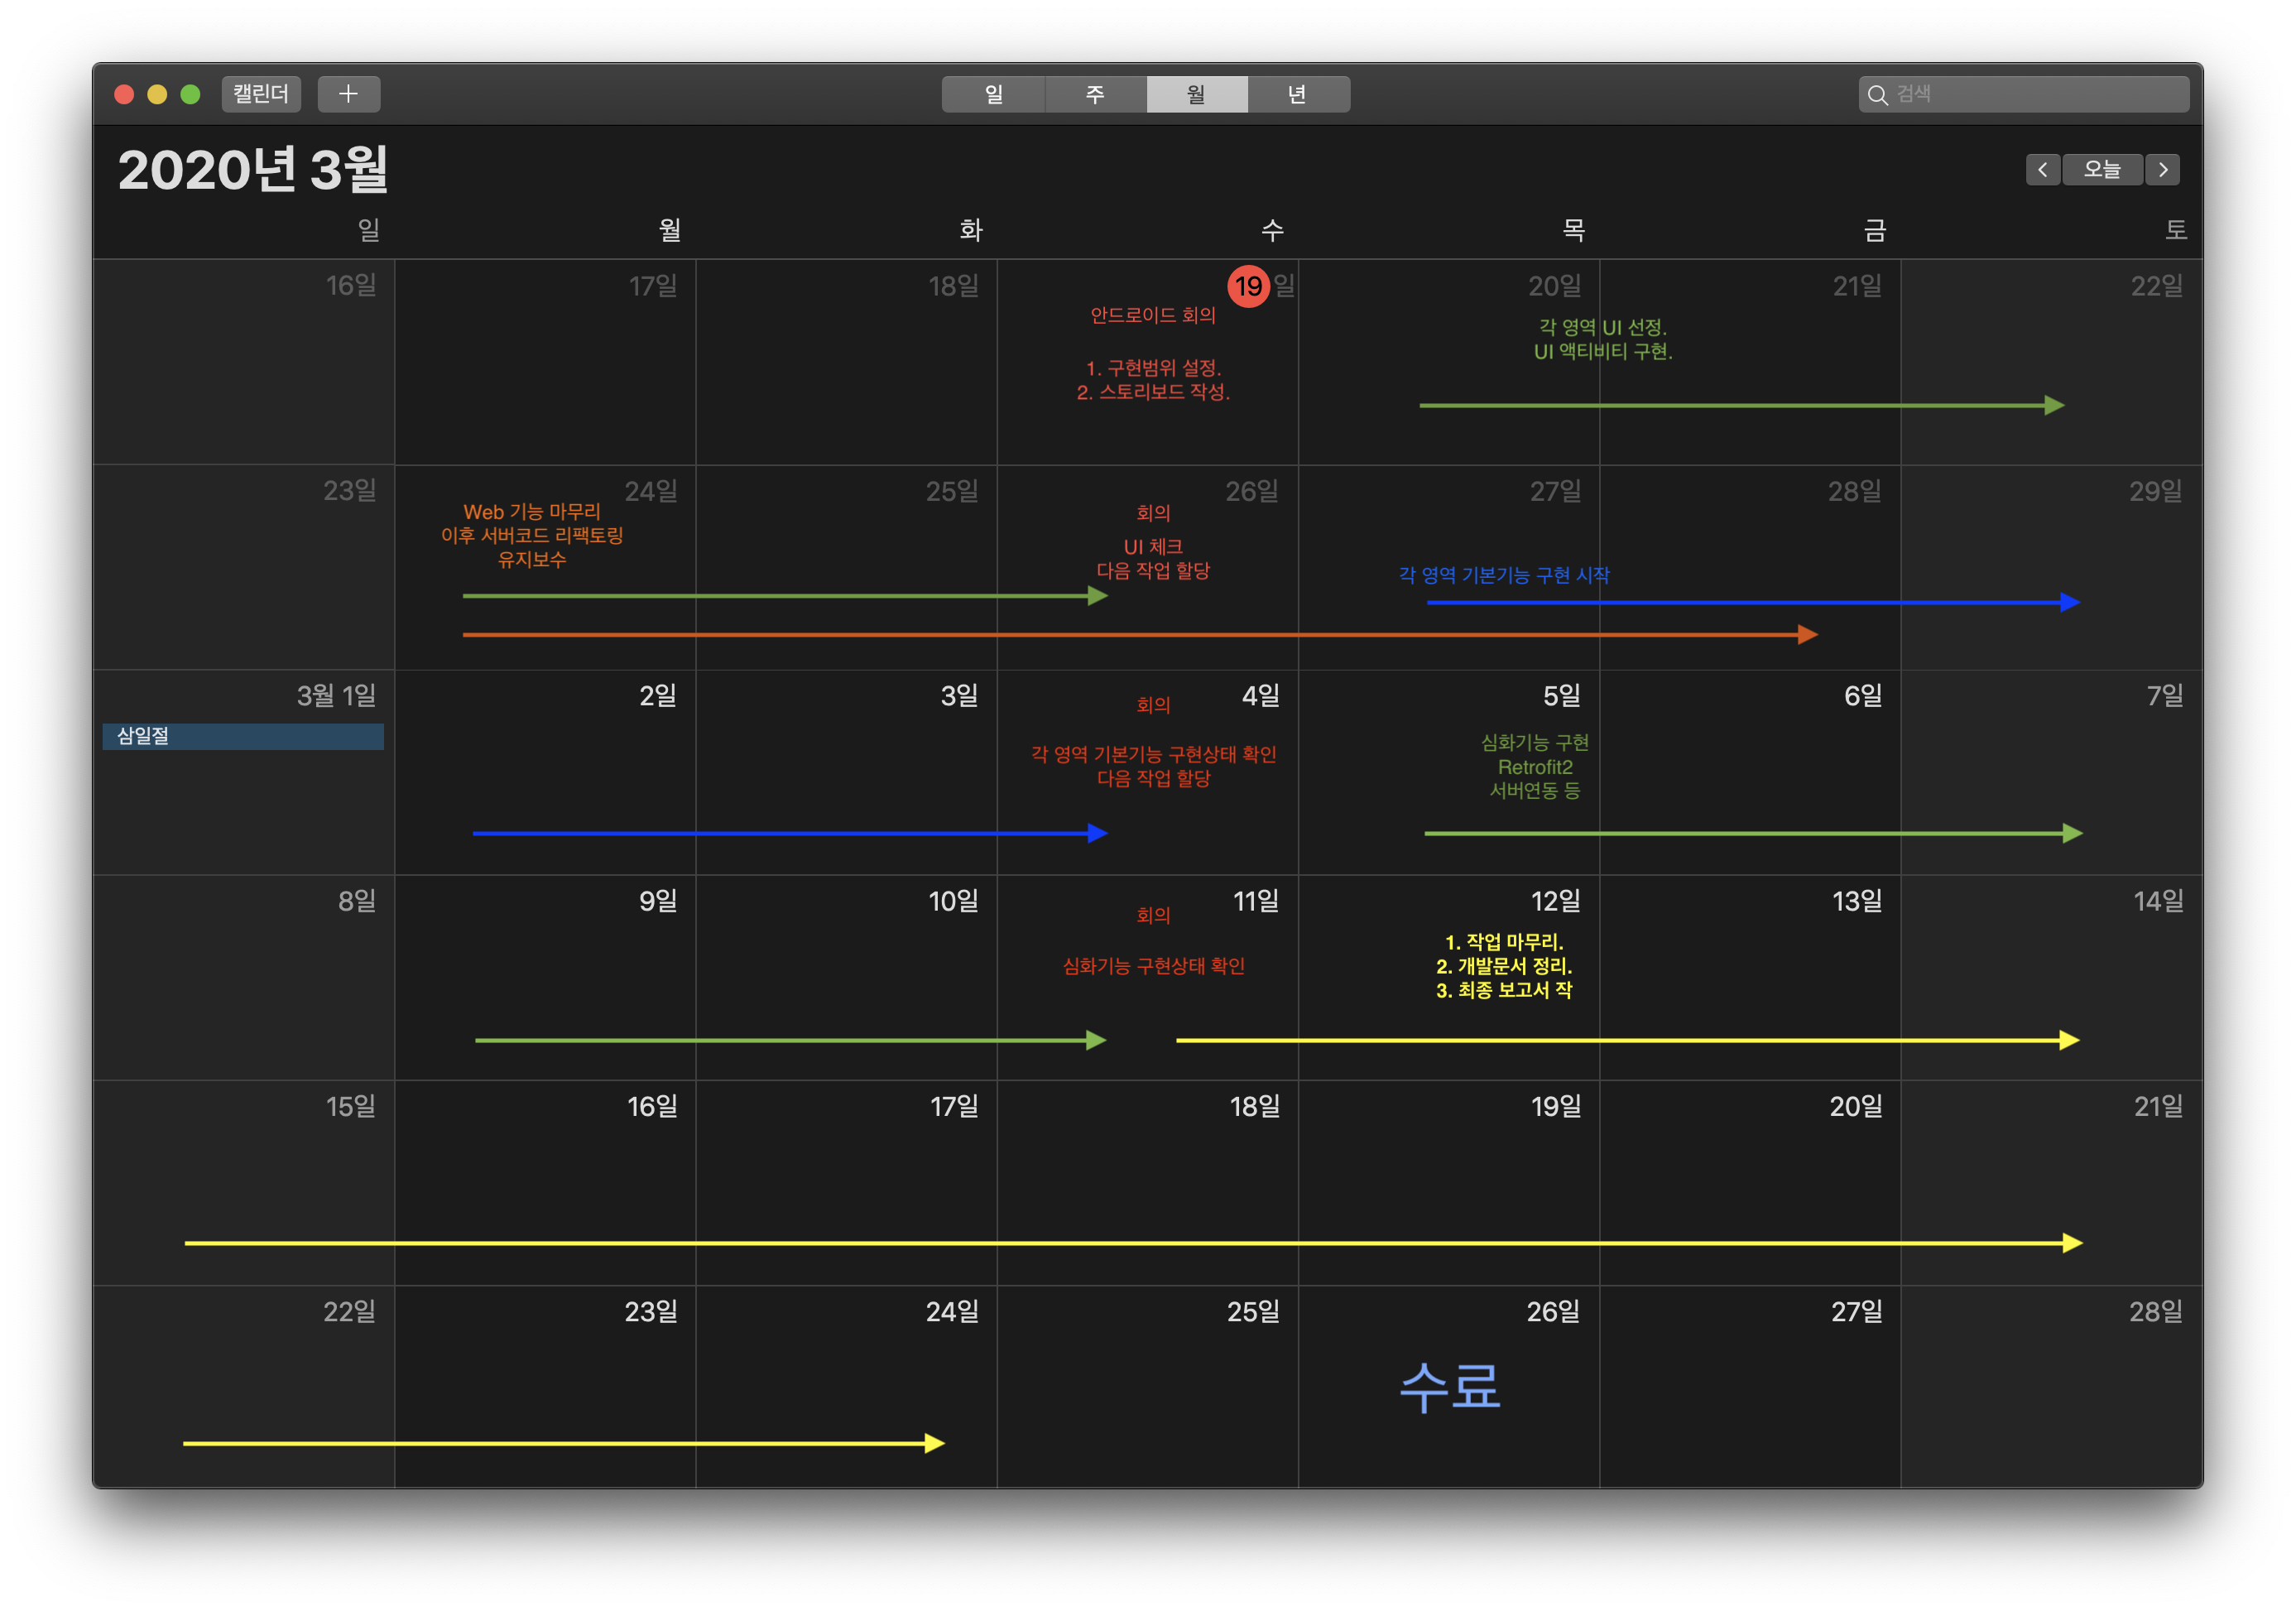 캘린더 + 일 주 월 년 검색
2020년 3월
< 오늘 >
일 월 화 수 목 금 토
16일 17일 18일 19일 20일 21일 22일
안드로이드 회의
1. 구현범위 설정.
2. 스토리보드 작성.
각 영역 UI 선정.
UI 액티비티 구현.
23일 24일 25일 26일 27일 28일 29일
Web 기능 마무리
이후 서버코드 리팩토링
유지보수
회의
UI 체크
다음 작업 할당
각 영역 기본기능 구현 시작
3월 1일 2일 3일 4일 5일 6일 7일
삼일절
회의
각 영역 기본기능 구현상태 확인
다음 작업 할당
심화기능 구현
Retrofit2
서버연동 등
8일 9일 10일 11일 12일 13일 14일
회의
심화기능 구현상태 확인
1. 작업 마무리.
2. 개발문서 정리.
3. 최종 보고서 작
15일 16일 17일 18일 19일 20일 21일
22일 23일 24일 25일 26일 27일 28일
수료